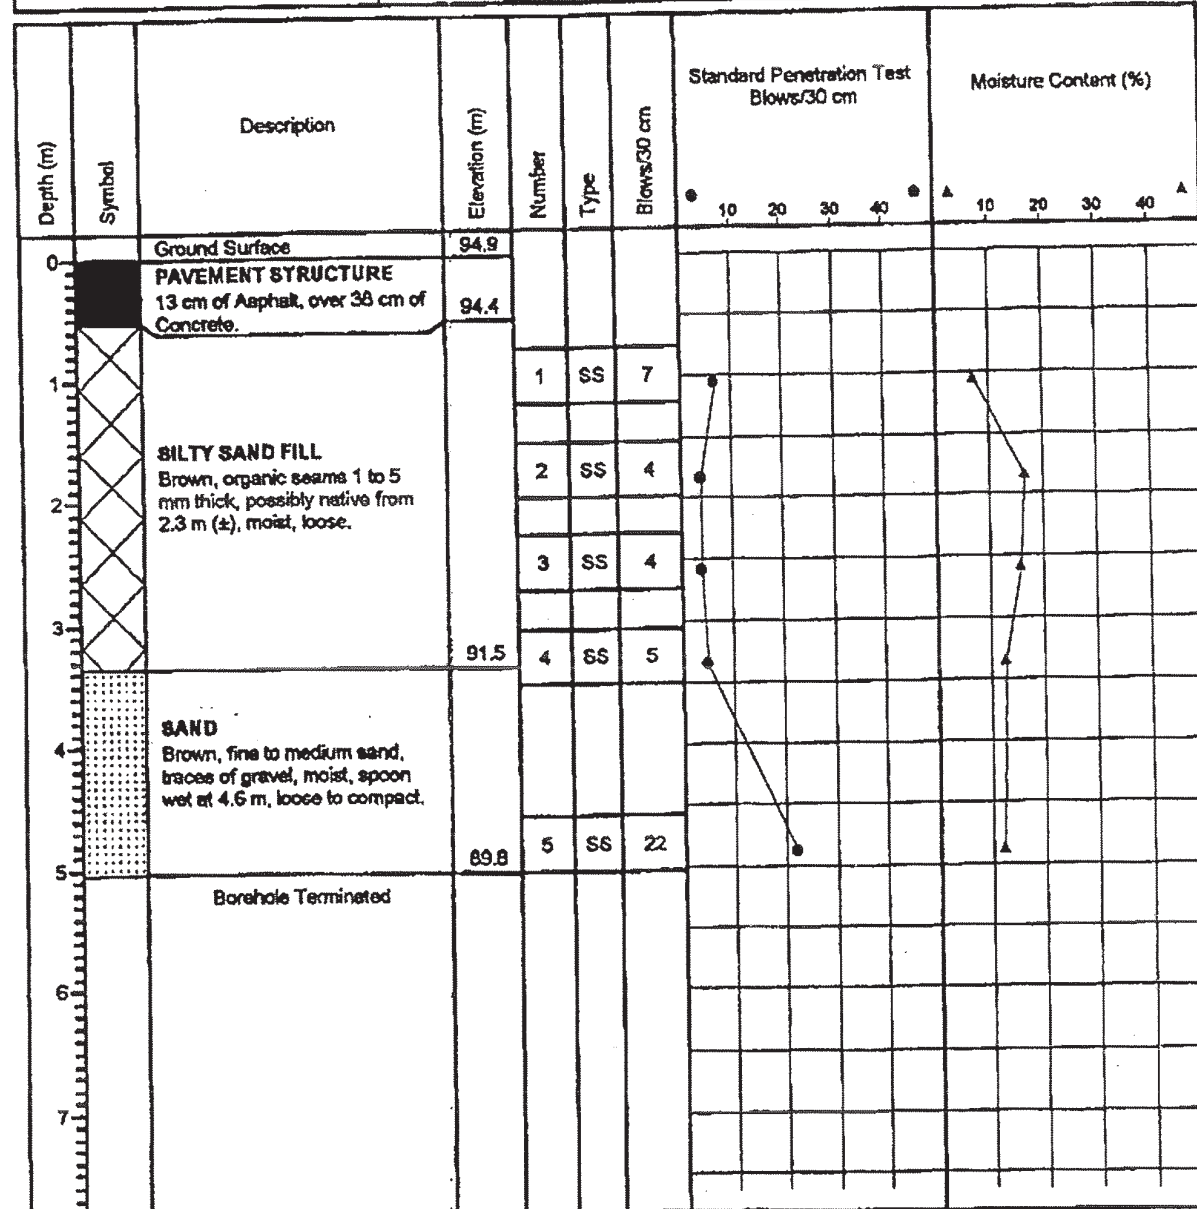 Depth (m)
Symbol
Description
Elevation (m)
Number
Type
Blows/30 cm
Standard Penetration Test
Blows/30 cm
Moisture Content (%)
10 20 30 40
10 20 30 40
Ground Surface 94.9
0
PAVEMENT STRUCTURE
13 cm of Asphalt, over 38 cm of
Concrete.
94.4
1
1 SS 7
SILTY SAND FILL
Brown, organic seams 1 to 5
mm thick, possibly native from
2.3 m (±), moist, loose.
2 SS 4
2
3 SS 4
3
91.5
4 SS 5
SAND
Brown, fine to medium sand,
traces of gravel, moist, spoon
wet at 4.6 m, loose to compact.
4
5 SS 22
89.8
5
Borehole Terminated
6
7